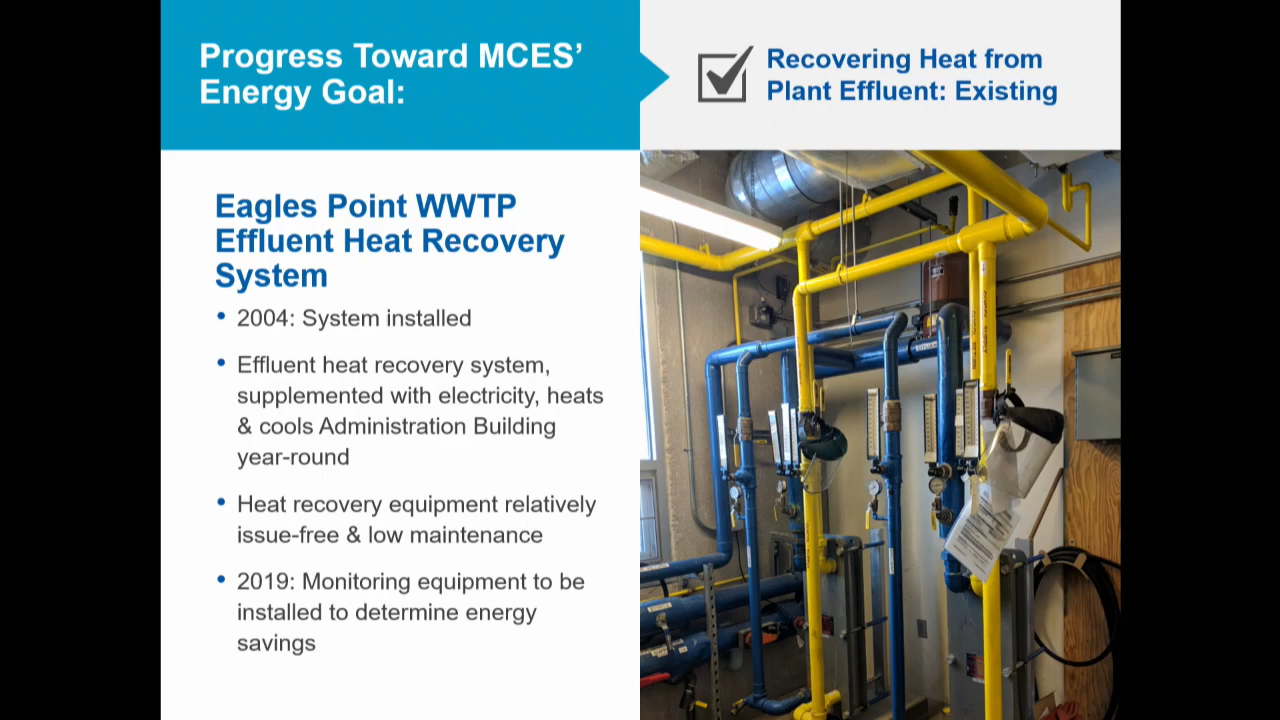 Progress Toward MCES’
Energy Goal:
Recovering Heat from
Plant Effluent: Existing
Eagles Point WWTP
Effluent Heat Recovery
System
• 2004: System installed
• Effluent heat recovery system,
supplemented with electricity, heats
& cools Administration Building
year-round
• Heat recovery equipment relatively
issue-free & low maintenance
• 2019: Monitoring equipment to be
installed to determine energy
savings